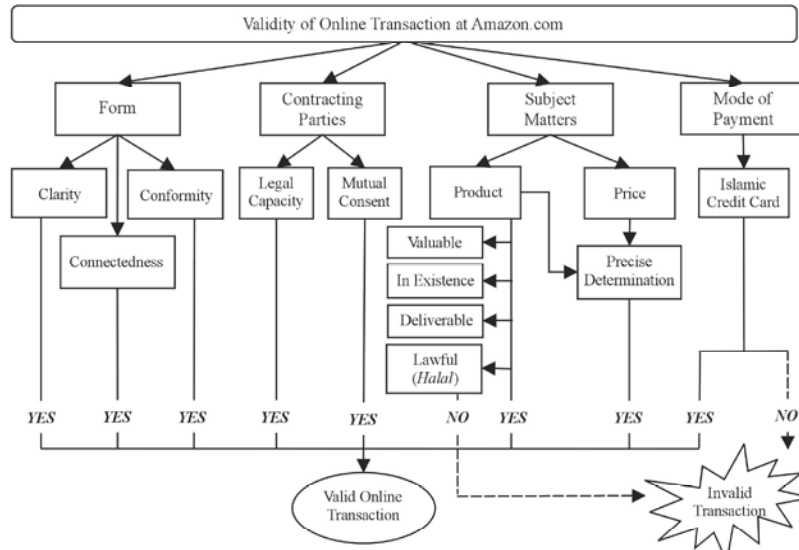 Validity of Online Transaction at Amazon.com
Form
Contracting
Parties
Subject
Matters
Mode of
Payment
Clarity
Conformity
Legal
Capacity
Mutual
Consent
Product
Price
Islamic
Credit Card
Connectedness
Valuable
In Existence
Deliverable
Lawful
(Halal)
Precise
Determination
YES
YES
YES
YES
YES
NO
YES
YES
YES
NO
Valid Online
Transaction
Invalid
Transaction